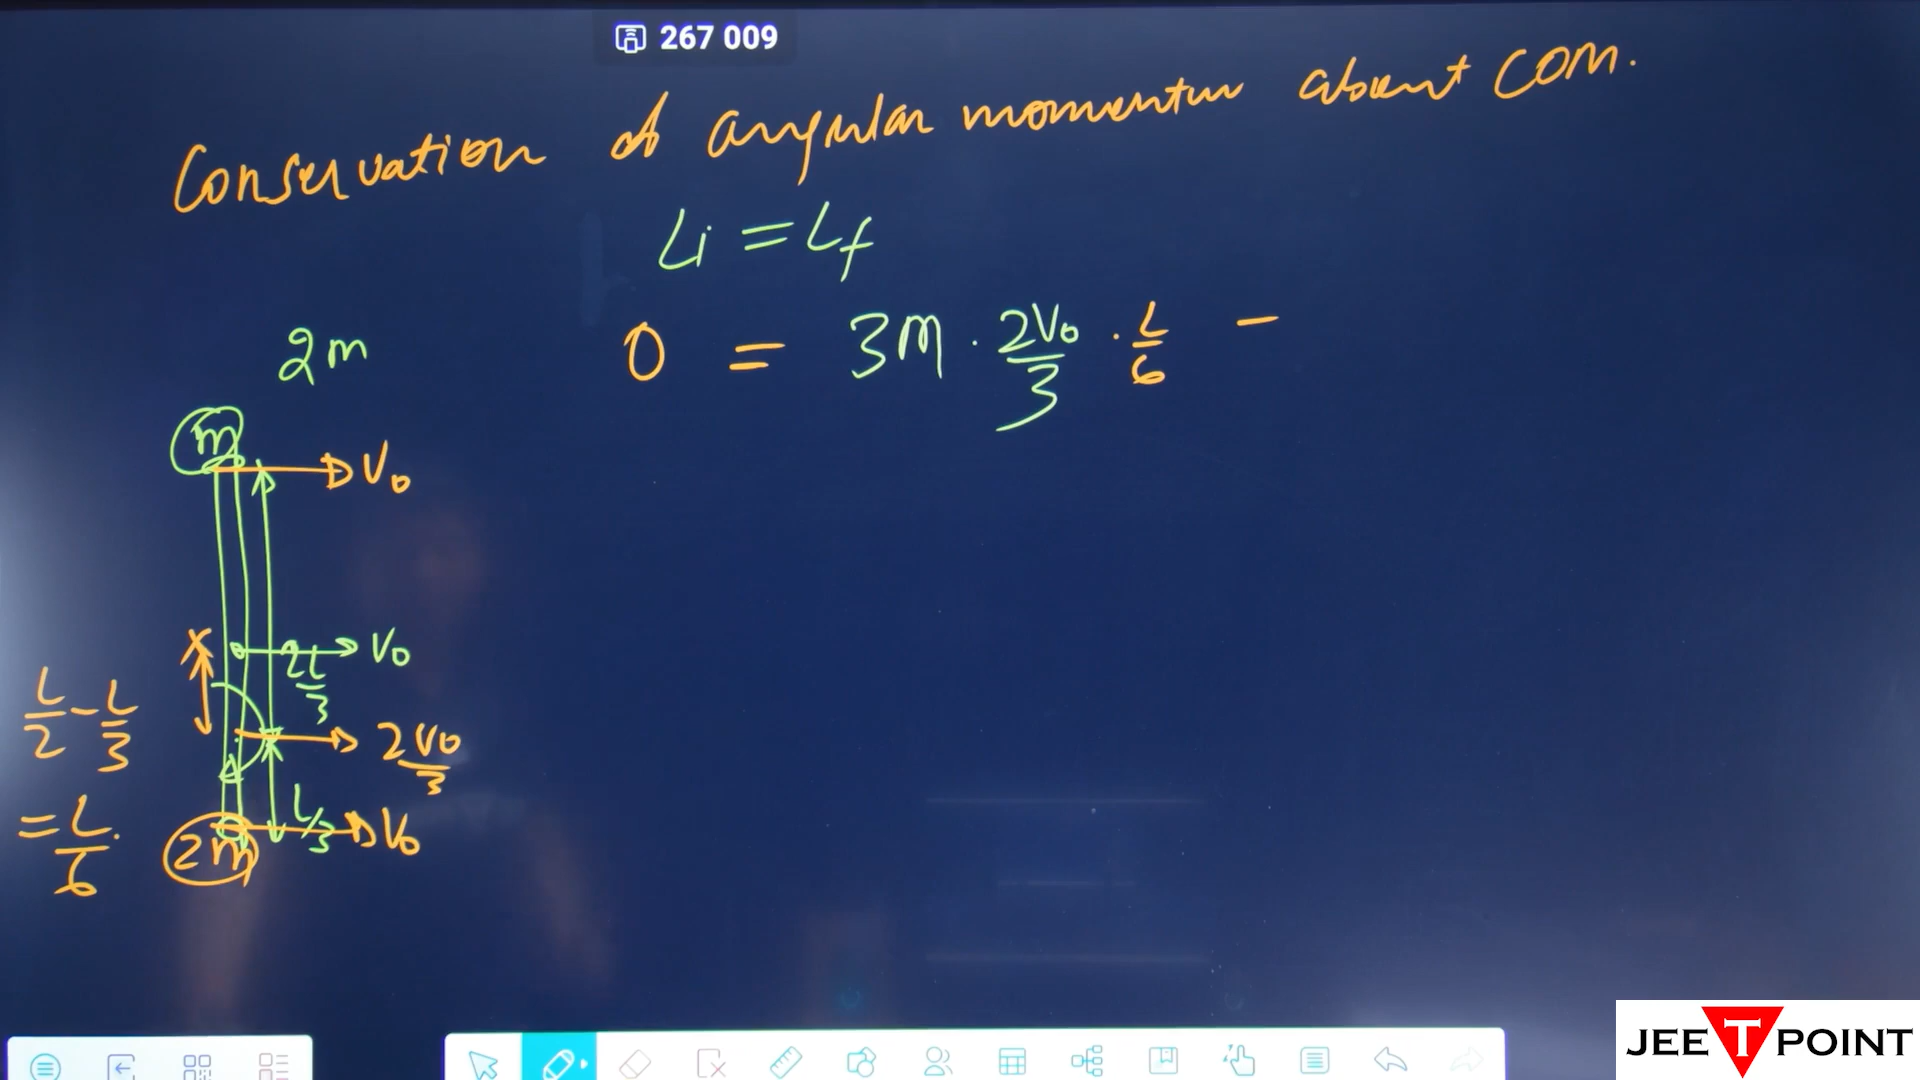 267 009
Conservation of angular momentum about COM.
Li = Lf
0 = 3m · 2V0/3 · L/6 −
2m
m
V0
V0
2L/3
L/2 − L/3
2V0/3
= L/6.
L/3
V0
2m
JEE T POINT